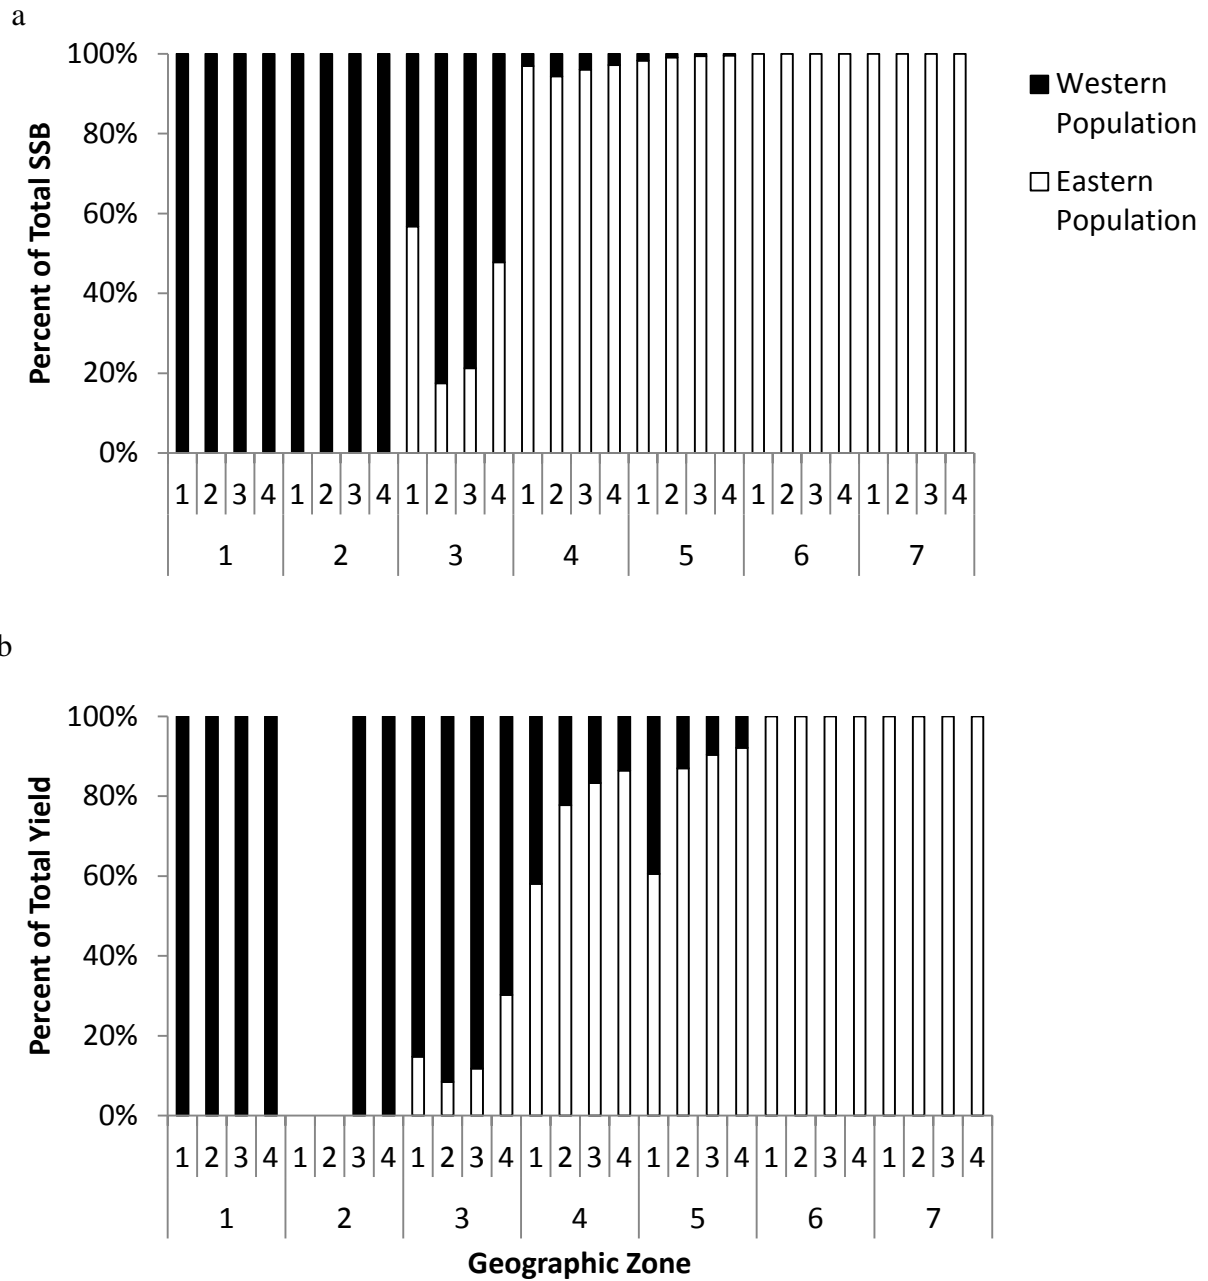 a
100%
80%
60%
40%
20%
0%
Percent of Total SSB
Western
Population
Eastern
Population
1 2 3 4 1 2 3 4 1 2 3 4 1 2 3 4 1 2 3 4 1 2 3 4 1 2 3 4
1 2 3 4 5 6 7
b
100%
80%
60%
40%
20%
0%
Percent of Total Yield
1 2 3 4 1 2 3 4 1 2 3 4 1 2 3 4 1 2 3 4 1 2 3 4 1 2 3 4
1 2 3 4 5 6 7
Geographic Zone